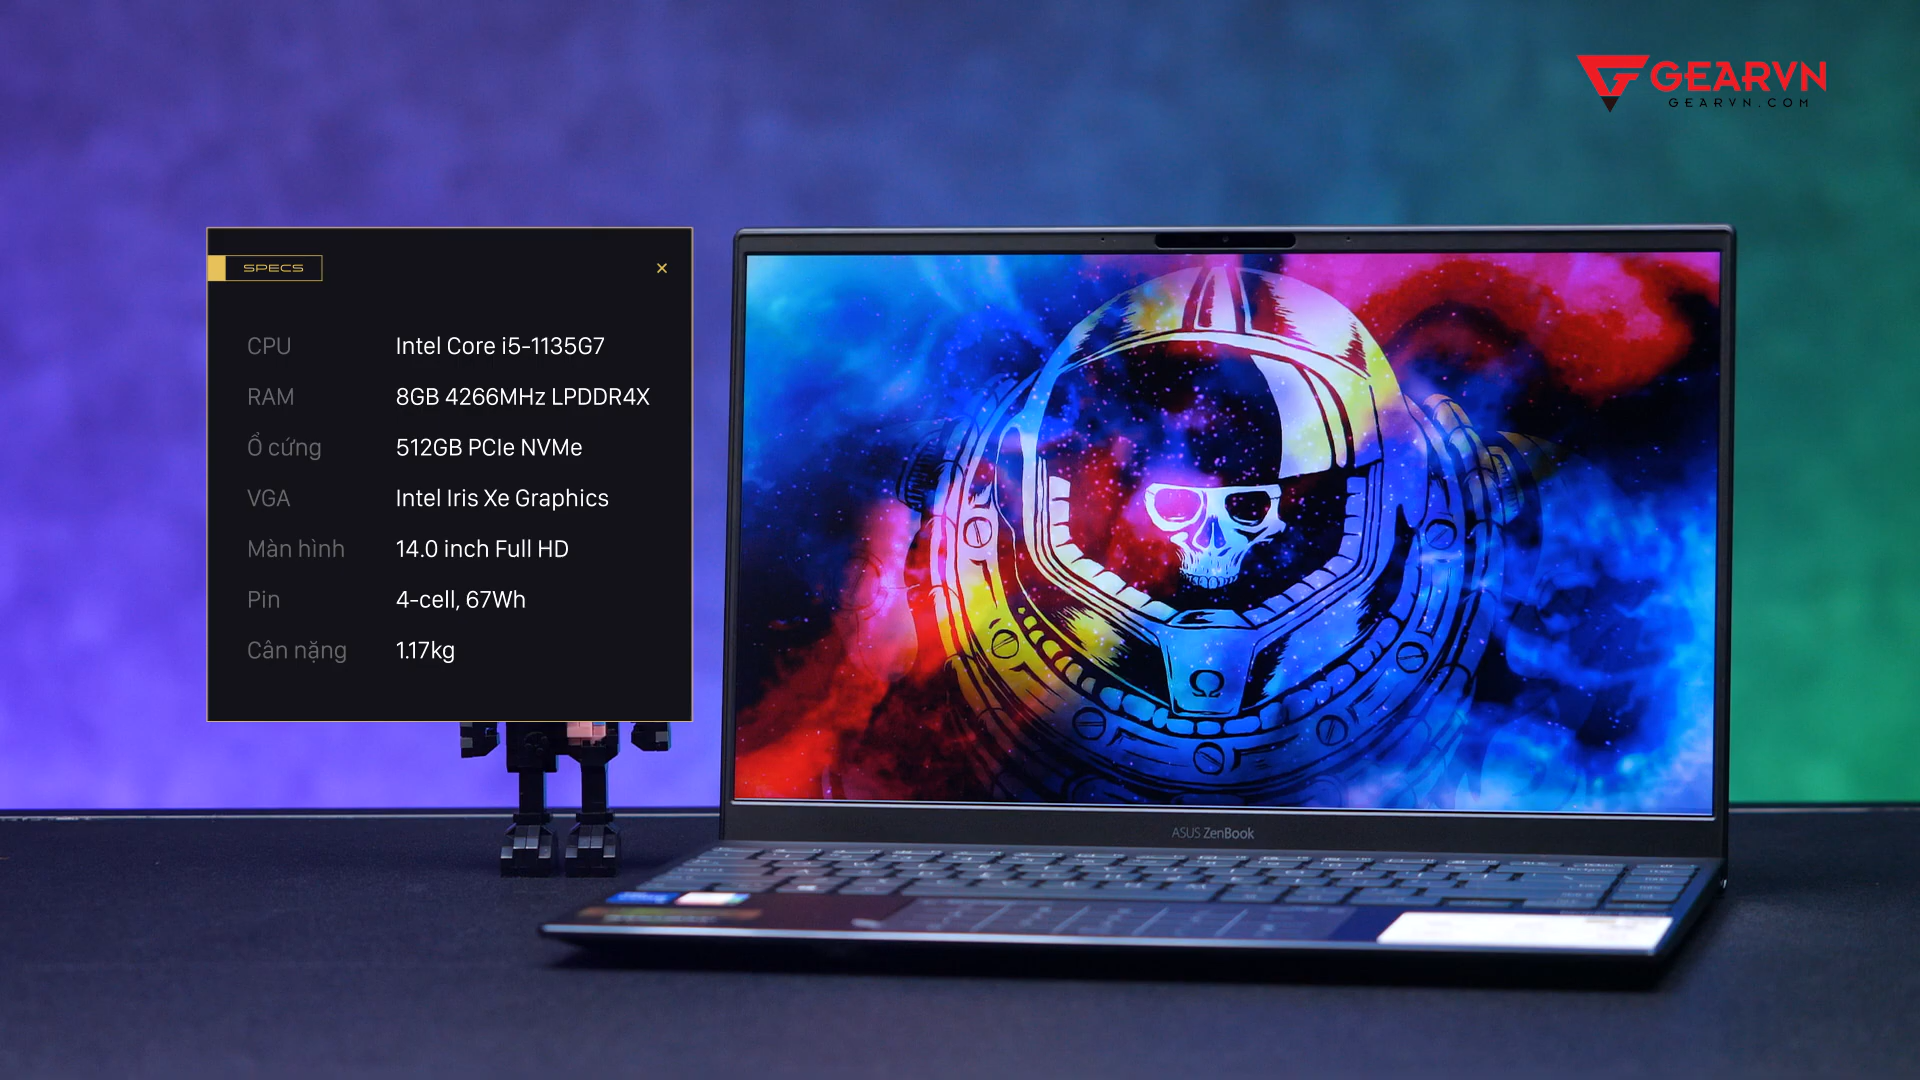 GEARVN
GEARVN.COM
SPECS
CPU Intel Core i5-1135G7
RAM 8GB 4266MHz LPDDR4X
Ổ cứng 512GB PCIe NVMe
VGA Intel Iris Xe Graphics
Màn hình 14.0 inch Full HD
Pin 4-cell, 67Wh
Cân nặng 1.17kg
ASUS ZenBook